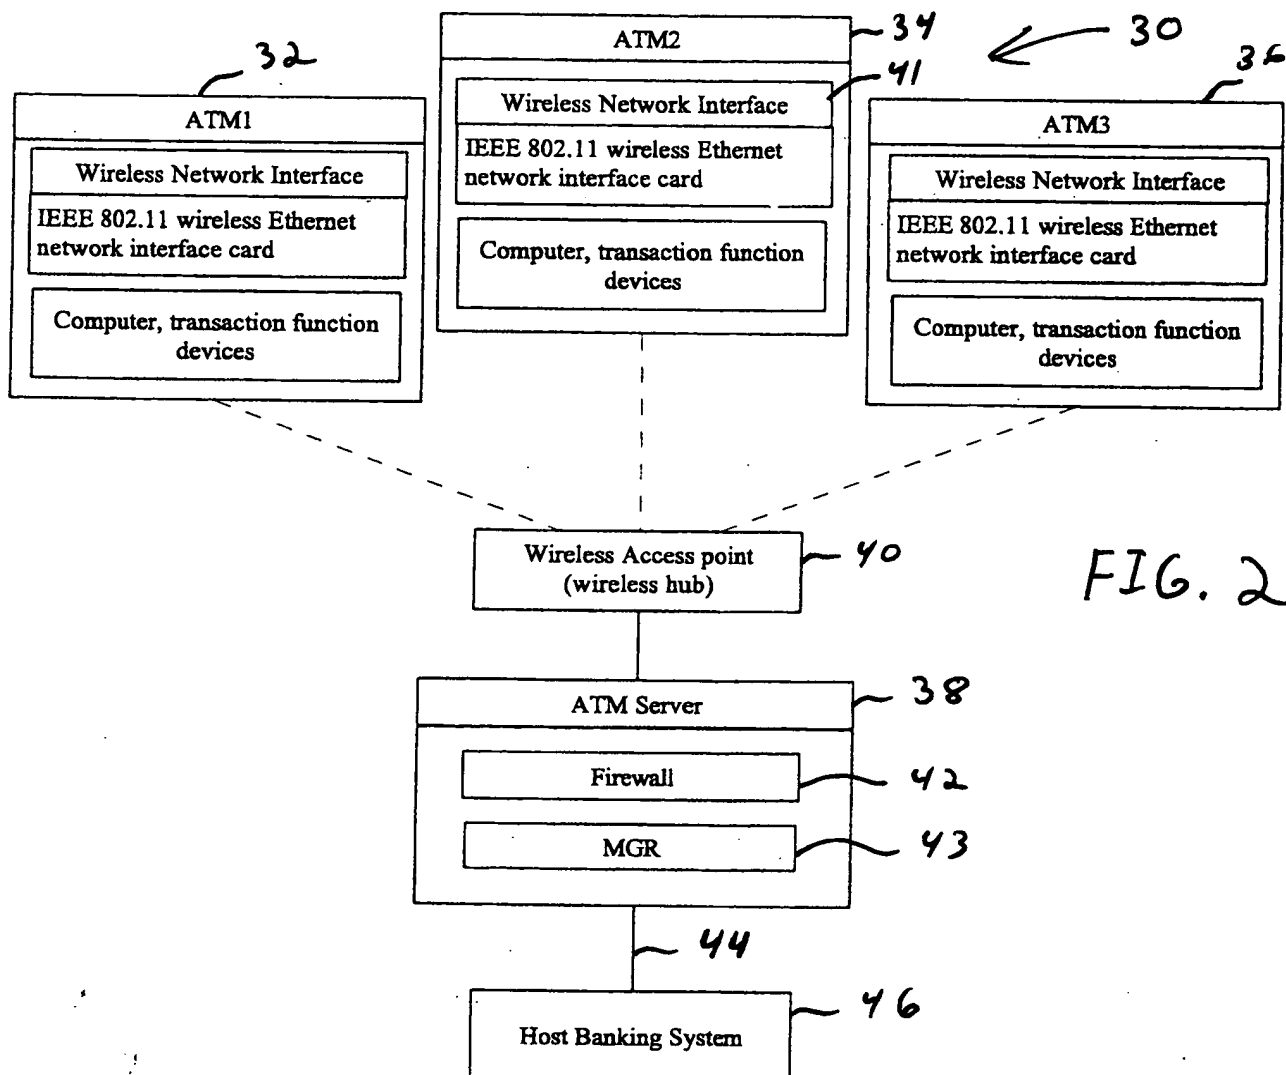 ATM2
34
30
32
41
36
ATM1
Wireless Network Interface
IEEE 802.11 wireless Ethernet
network interface card
Computer, transaction function
devices
Wireless Network Interface
IEEE 802.11 wireless Ethernet
network interface card
Computer, transaction function
devices
ATM3
Wireless Network Interface
IEEE 802.11 wireless Ethernet
network interface card
Computer, transaction function
devices
Wireless Access point
(wireless hub)
40
FIG. 2
ATM Server
38
Firewall
42
MGR
43
44
Host Banking System
46